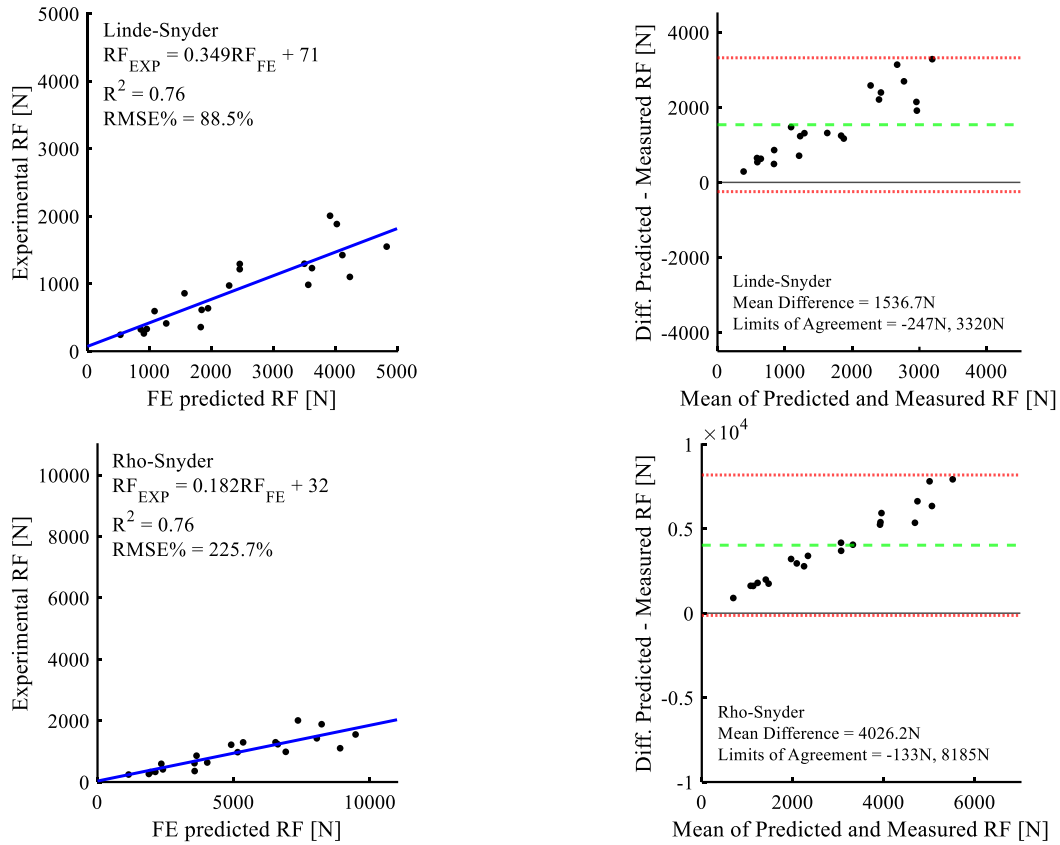 Linde-Snyder
RF_EXP = 0.349RF_FE + 71
R² = 0.76
RMSE% = 88.5%
Experimental RF [N]
5000
4000
3000
2000
1000
0
0 1000 2000 3000 4000 5000
FE predicted RF [N]
Diff. Predicted - Measured RF [N]
4000
2000
0
-2000
-4000
Linde-Snyder
Mean Difference = 1536.7N
Limits of Agreement = -247N, 3320N
0 1000 2000 3000 4000
Mean of Predicted and Measured RF [N]
Rho-Snyder
RF_EXP = 0.182RF_FE + 32
R² = 0.76
RMSE% = 225.7%
Experimental RF [N]
10000
8000
6000
4000
2000
0
0 5000 10000
FE predicted RF [N]
×10⁴
Diff. Predicted - Measured RF [N]
1
0.5
0
-0.5
-1
Rho-Snyder
Mean Difference = 4026.2N
Limits of Agreement = -133N, 8185N
0 2000 4000 6000
Mean of Predicted and Measured RF [N]